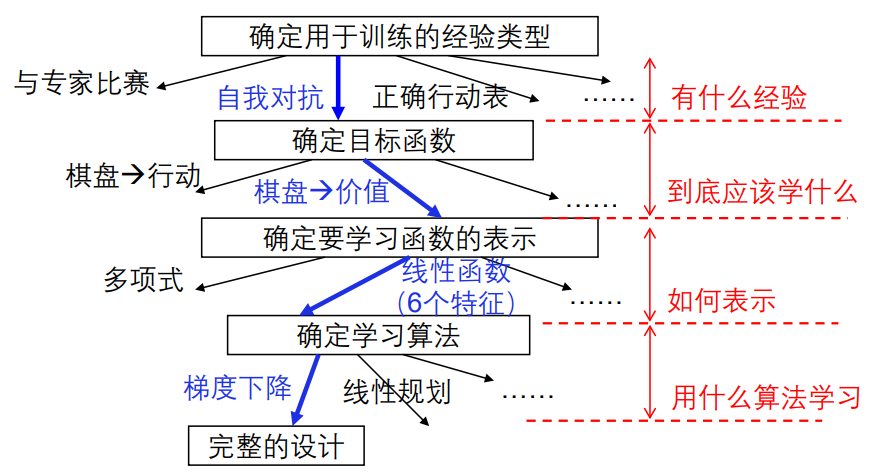 确定用于训练的经验类型
与专家比赛
自我对抗
正确行动表
……
有什么经验
确定目标函数
棋盘→行动
棋盘→价值
……
到底应该学什么
确定要学习函数的表示
多项式
线性函数
（6个特征）
……
如何表示
确定学习算法
梯度下降
线性规划
……
用什么算法学习
完整的设计